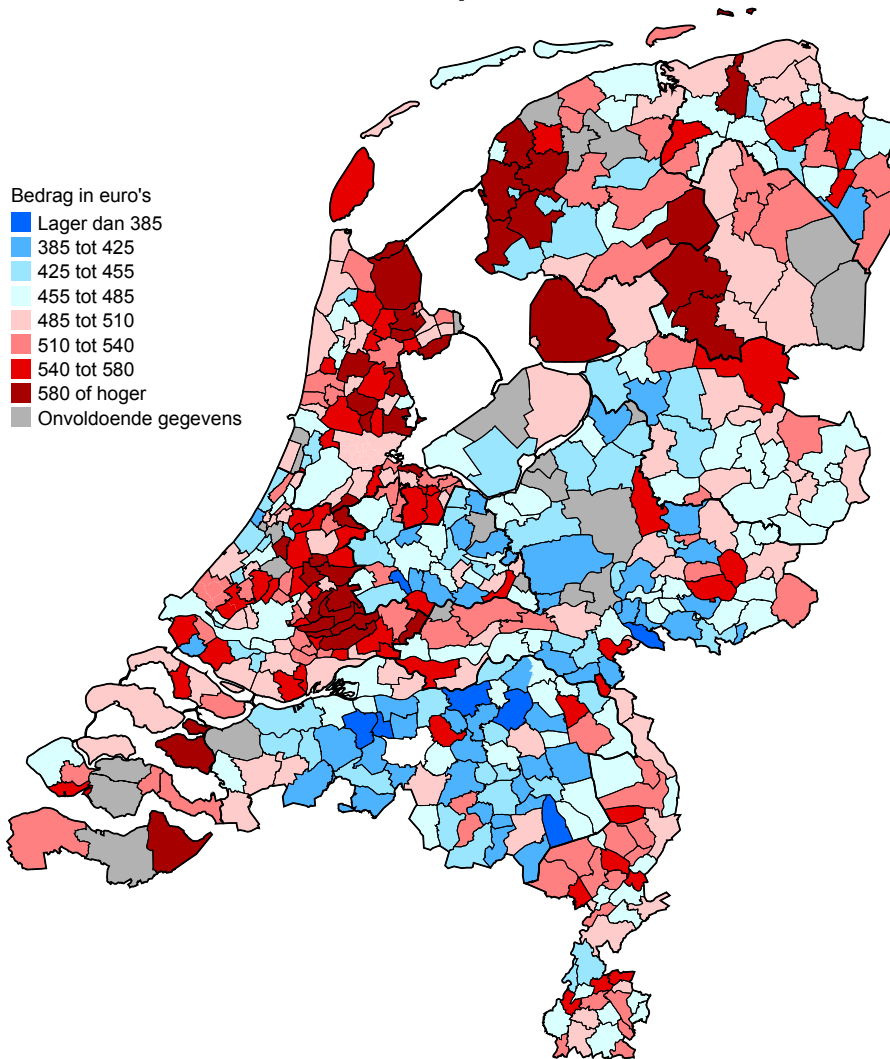 Bedrag in euro's
Lager dan 385
385 tot 425
425 tot 455
455 tot 485
485 tot 510
510 tot 540
540 tot 580
580 of hoger
Onvoldoende gegevens